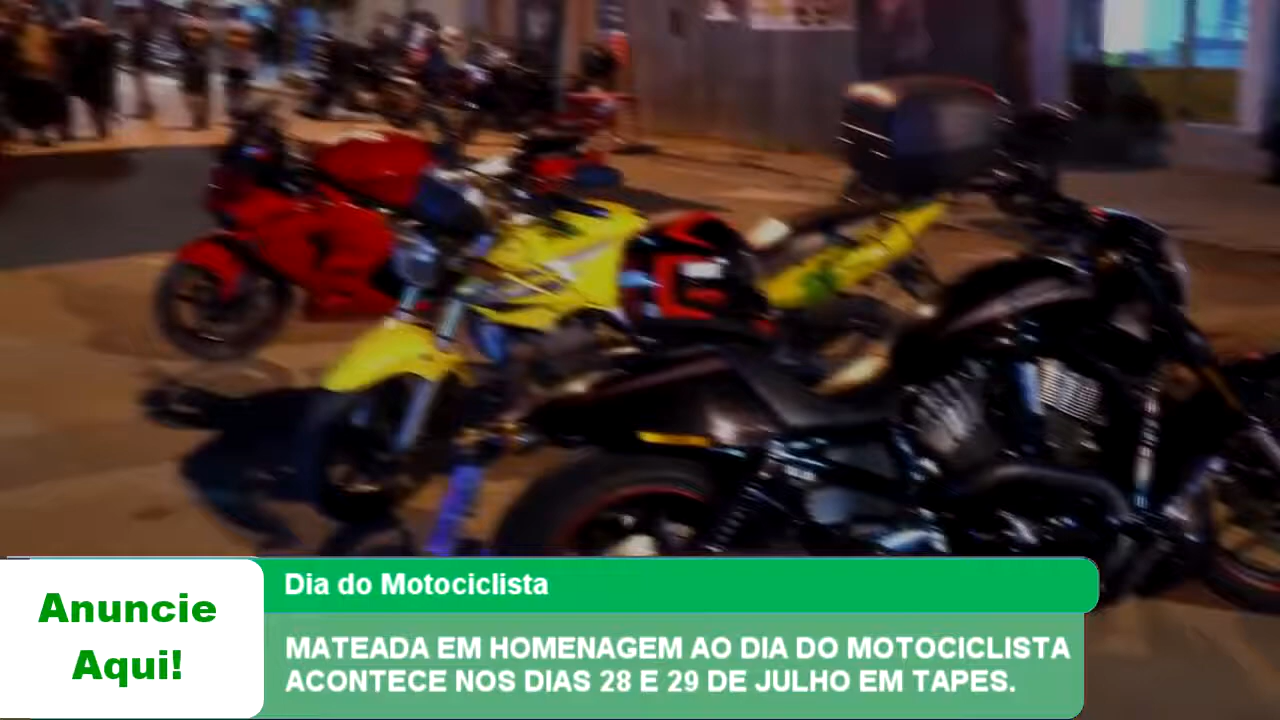 Dia do Motociclista
Anuncie
Aqui!
MATEADA EM HOMENAGEM AO DIA DO MOTOCICLISTA
ACONTECE NOS DIAS 28 E 29 DE JULHO EM TAPES.